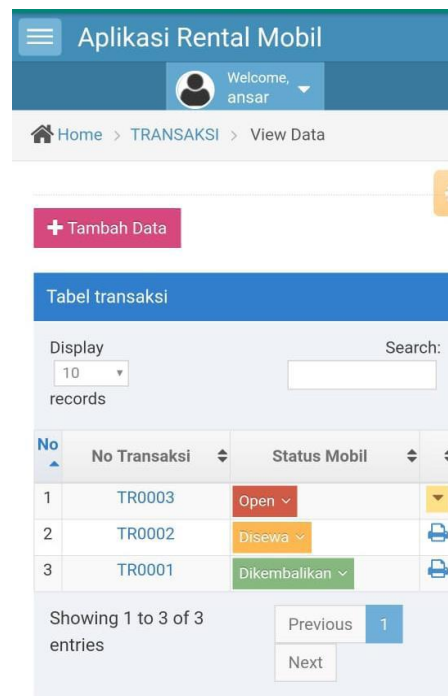 Aplikasi Rental Mobil
Welcome,
ansar
Home > TRANSAKSI > View Data
Tambah Data
Tabel transaksi
Display
10
records
Search:
No
No Transaksi
Status Mobil
1 TR0003 Open
2 TR0002 Disewa
3 TR0001 Dikembalikan
Showing 1 to 3 of 3
entries
Previous 1
Next